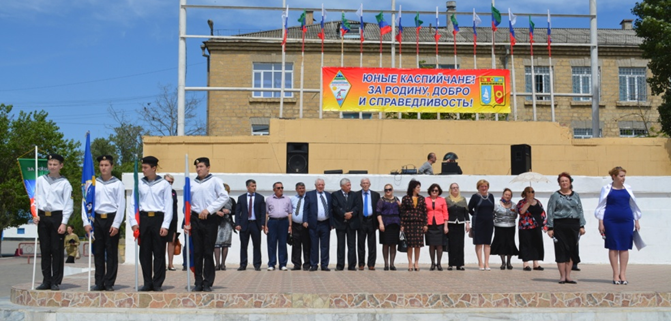 ЮНЫЕ КАСПИЙЧАНЕ!
ЗА РОДИНУ, ДОБРО
И СПРАВЕДЛИВОСТЬ!